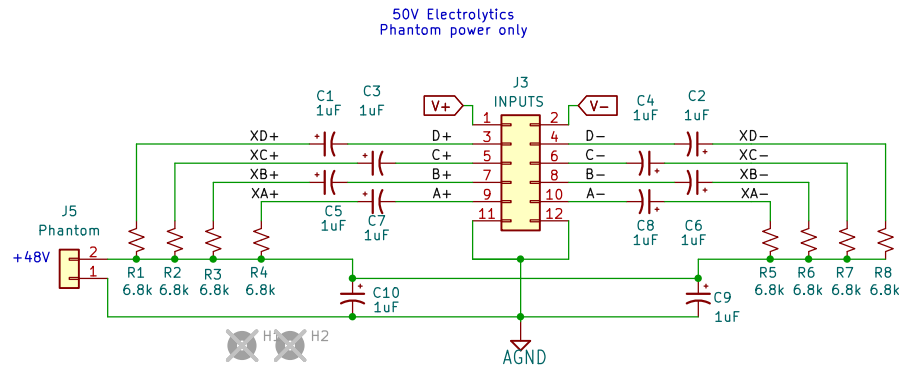 50V Electrolytics
Phantom power only
J3
INPUTS
C1
1uF
C3
1uF
C4
1uF
C2
1uF
V+
V-
1 2
XD+ D+ 3 4 D- XD-
XC+ C+ 5 6 C- XC-
XB+ B+ 7 8 B- XB-
XA+ A+ 9 10 A- XA-
11 12
C5
1uF
C7
1uF
C8
1uF
C6
1uF
J5
Phantom
+48V
2
1
R1
6.8k
R2
6.8k
R3
6.8k
R4
6.8k
R5
6.8k
R6
6.8k
R7
6.8k
R8
6.8k
C10
1uF
C9
1uF
H1
H2
AGND